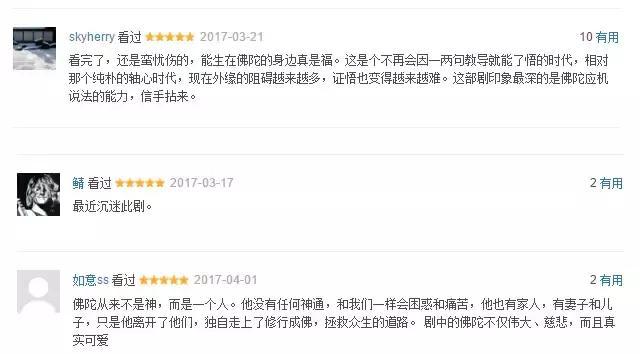 skyherry 看过 ★★★★★ 2017-03-21 10 有用
看完了，还是蛮忧伤的，能生在佛陀的身边真是福。这是个不再会因一两句教导就能了悟的时代，相对
那个纯朴的轴心时代，现在外缘的阻碍越来越多，证悟也变得越来越难。这部剧印象最深的是佛陀应机
说法的能力，信手拈来。
鲭 看过 ★★★★★ 2017-03-17 2 有用
最近沉迷此剧。
如意ss 看过 ★★★★★ 2017-04-01 2 有用
佛陀从来不是神，而是一个人。他没有任何神通，和我们一样会困惑和痛苦，他也有家人，有妻子和儿
子，只是他离开了他们，独自走上了修行成佛，拯救众生的道路。 剧中的佛陀不仅伟大、慈悲，而且真
实可爱